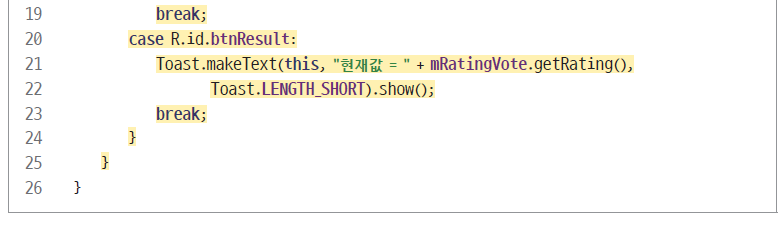 19 break;
20 case R.id.btnResult:
21 Toast.makeText(this, "현재값 = " + mRatingVote.getRating(),
22 Toast.LENGTH_SHORT).show();
23 break;
24 }
25 }
26 }